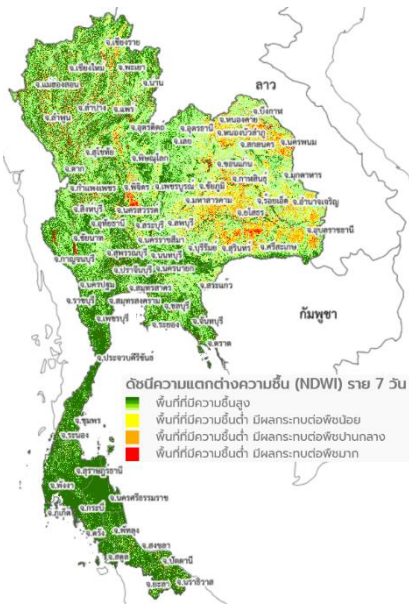 จ.เชียงราย
จ.เชียงใหม่
จ.พะเยา
จ.แม่ฮ่องสอน
จ.น่าน
ลาว
จ.ลำปาง
จ.แพร่
จ.ลำพูน
จ.บึงกาฬ
จ.หนองคาย
จ.อุตรดิตถ์
จ.อุดรธานี
จ.หนองบัวลำภู
จ.เลย
จ.สกลนคร
จ.นครพนม
จ.สุโขทัย
จ.พิษณุโลก
จ.ตาก
จ.ขอนแก่น
จ.กาฬสินธุ์
จ.มุกดาหาร
จ.กำแพงเพชร
จ.พิจิตร
จ.เพชรบูรณ์
จ.ชัยภูมิ
จ.มหาสารคาม
จ.ร้อยเอ็ด
จ.อำนาจเจริญ
จ.สิงห์บุรี
จ.นครสวรรค์
จ.ยโสธร
จ.อุทัยธานี
จ.สระบุรี
จ.ลพบุรี
จ.อุบลราชธานี
จ.ชัยนาท
จ.นครราชสีมา
จ.บุรีรัมย์
จ.สุรินทร์
จ.ศรีสะเกษ
จ.สุพรรณบุรี
จ.นนทบุรี
จ.กาญจนบุรี
จ.ปราจีนบุรี
จ.นครนายก
จ.นครปฐม
จ.สมุทรสาคร
จ.สระแก้ว
จ.ราชบุรี
จ.สมุทรสงคราม
จ.ชลบุรี
กัมพูชา
จ.เพชรบุรี
จ.ระยอง
จ.จันทบุรี
จ.ตราด
จ.ประจวบคีรีขันธ์
ดัชนีความแตกต่างความชื้น (NDWI) ราย 7 วัน
พื้นที่ที่มีความชื้นสูง
พื้นที่ที่มีความชื้นต่ำ มีผลกระทบต่อพืชน้อย
พื้นที่ที่มีความชื้นต่ำ มีผลกระทบต่อพืชปานกลาง
พื้นที่ที่มีความชื้นต่ำ มีผลกระทบต่อพืชมาก
จ.ชุมพร
จ.ระนอง
จ.สุราษฎร์ธานี
จ.พังงา
จ.นครศรีธรรมราช
จ.กระบี่
จ.ภูเก็ต
จ.ตรัง
จ.พัทลุง
จ.สงขลา
จ.สตูล
จ.ปัตตานี
จ.ยะลา
จ.นราธิวาส